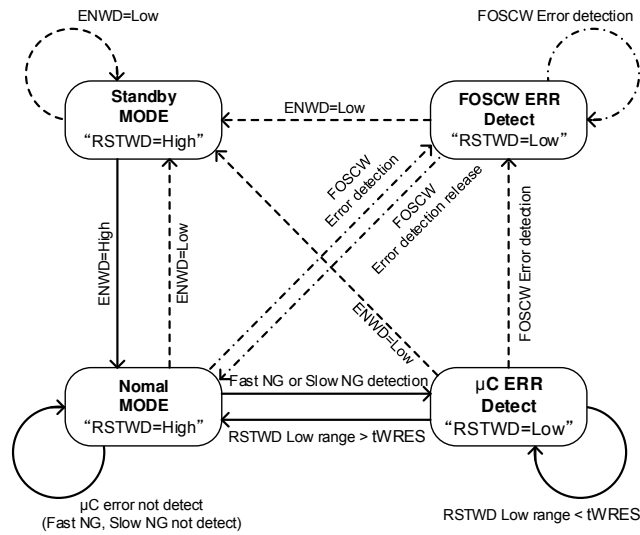 ENWD=Low
FOSCW Error detection
Standby
MODE
“RSTWD=High”
ENWD=Low
FOSCW ERR
Detect
“RSTWD=Low”
FOSCW
Error detection
FOSCW
Error detection release
ENWD=High
ENWD=Low
ENWD=Low
FOSCW Error detection
Nomal
MODE
“RSTWD=High”
Fast NG or Slow NG detection
RSTWD Low range > tWRES
μC ERR
Detect
“RSTWD=Low”
μC error not detect
(Fast NG, Slow NG not detect)
RSTWD Low range < tWRES